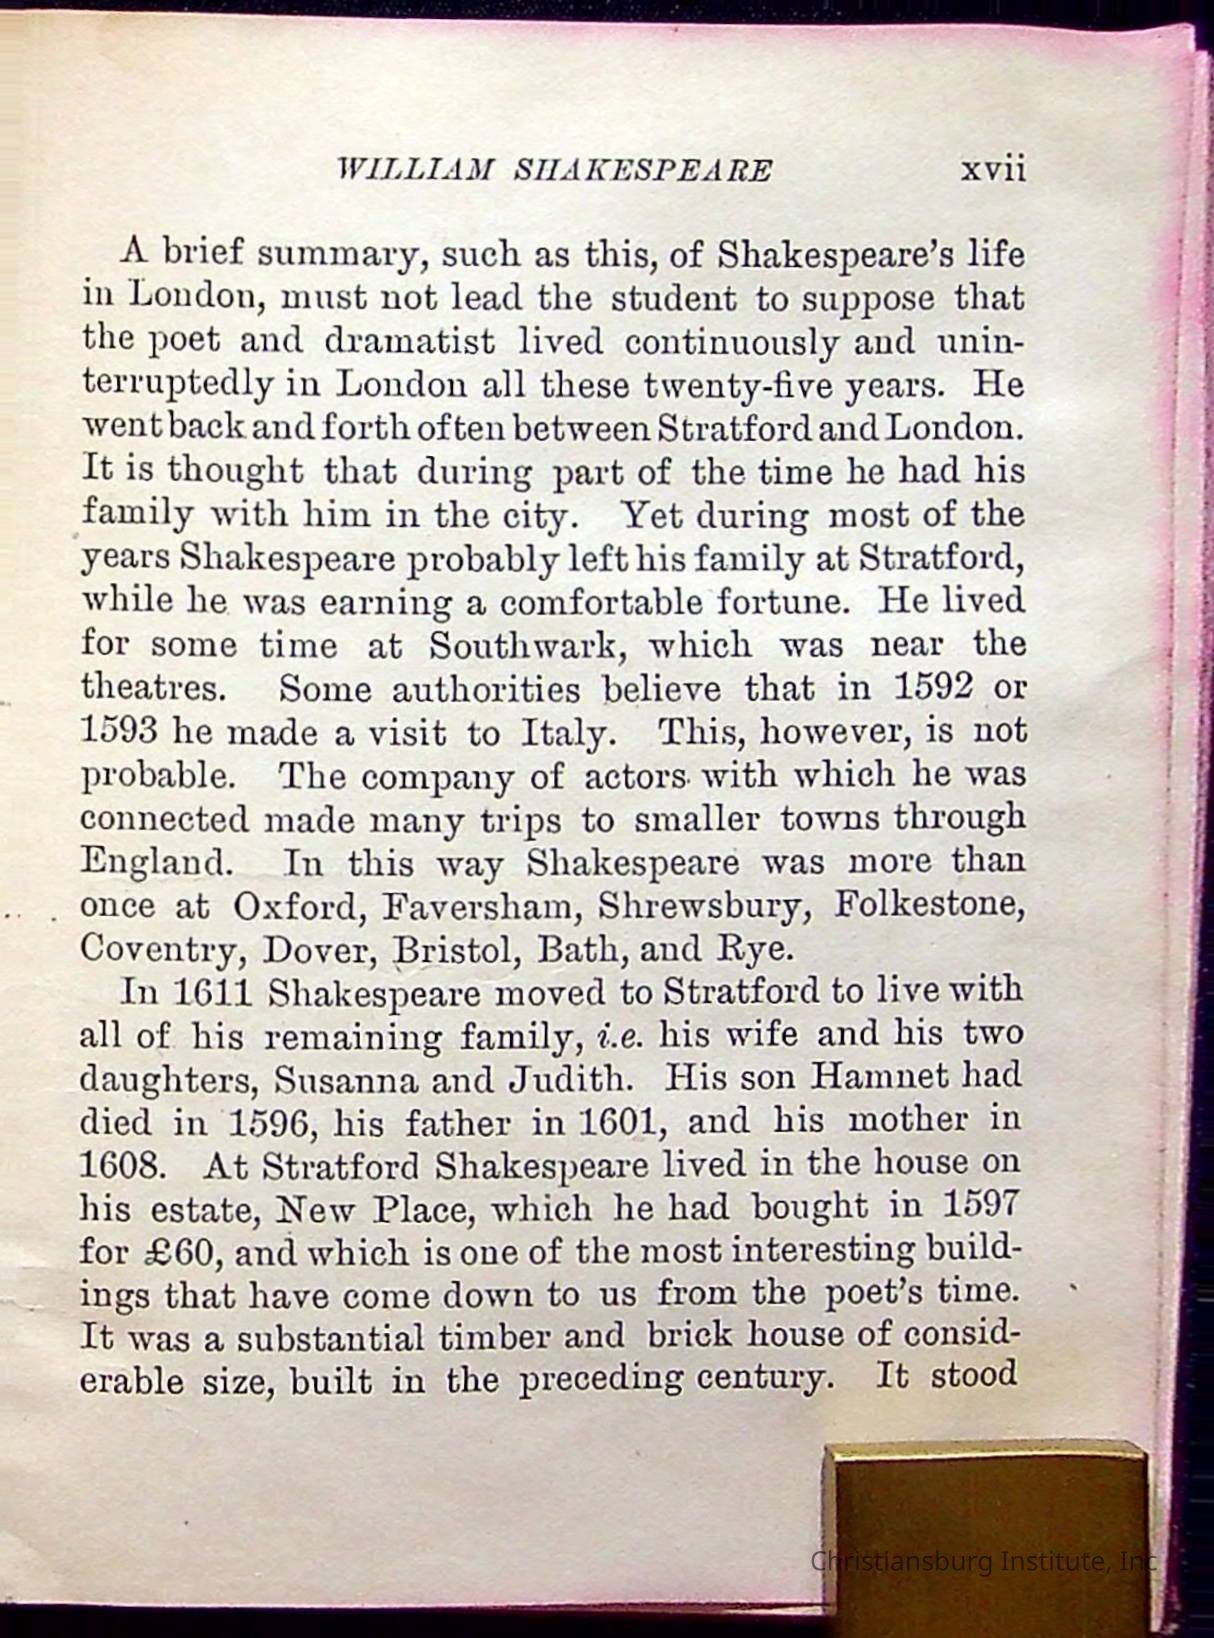 WILLIAM SHAKESPEARE xvii
A brief summary, such as this, of Shakespeare's life
in London, must not lead the student to suppose that
the poet and dramatist lived continuously and unin-
terruptedly in London all these twenty-five years. He
went back and forth often between Stratford and London.
It is thought that during part of the time he had his
family with him in the city. Yet during most of the
years Shakespeare probably left his family at Stratford,
while he was earning a comfortable fortune. He lived
for some time at Southwark, which was near the
theatres. Some authorities believe that in 1592 or
1593 he made a visit to Italy. This, however, is not
probable. The company of actors with which he was
connected made many trips to smaller towns through
England. In this way Shakespeare was more than
once at Oxford, Faversham, Shrewsbury, Folkestone,
Coventry, Dover, Bristol, Bath, and Rye.
In 1611 Shakespeare moved to Stratford to live with
all of his remaining family, i.e. his wife and his two
daughters, Susanna and Judith. His son Hamnet had
died in 1596, his father in 1601, and his mother in
1608. At Stratford Shakespeare lived in the house on
his estate, New Place, which he had bought in 1597
for £60, and which is one of the most interesting build-
ings that have come down to us from the poet's time.
It was a substantial timber and brick house of consid-
erable size, built in the preceding century. It stood
Christiansburg Institute, Inc